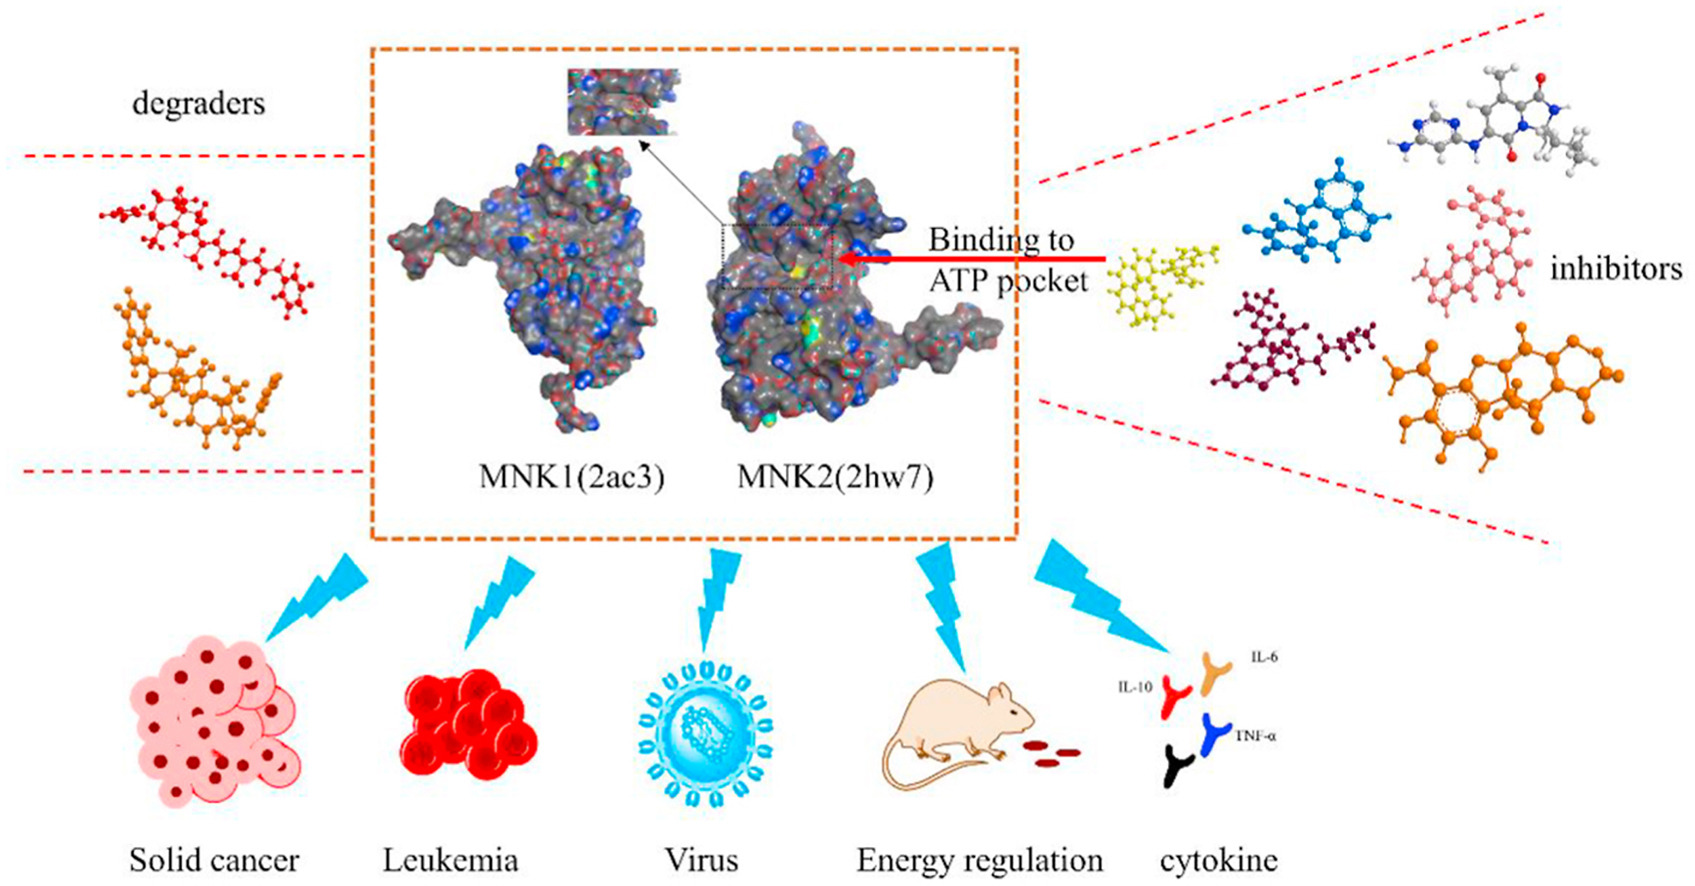 degraders
Binding to
ATP pocket
inhibitors
MNK1(2ac3)
MNK2(2hw7)
IL-6
IL-10
TNF-α
Solid cancer
Leukemia
Virus
Energy regulation
cytokine